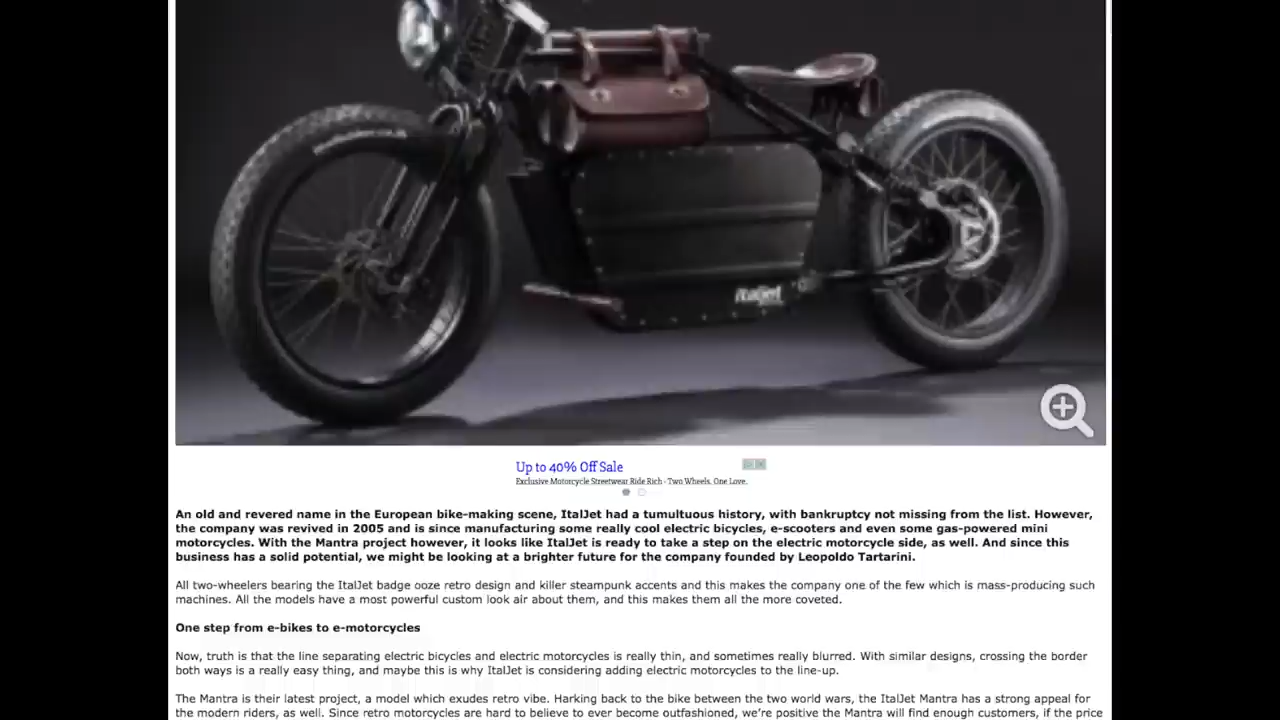 ItalJet
Up to 40% Off Sale
Exclusive Motorcycle Streetwear Ride Rich - Two Wheels. One Love.
An old and revered name in the European bike-making scene, ItalJet had a tumultuous history, with bankruptcy not missing from the list. However,
the company was revived in 2005 and is since manufacturing some really cool electric bicycles, e-scooters and even some gas-powered mini
motorcycles. With the Mantra project however, it looks like ItalJet is ready to take a step on the electric motorcycle side, as well. And since this
business has a solid potential, we might be looking at a brighter future for the company founded by Leopoldo Tartarini.
All two-wheelers bearing the ItalJet badge ooze retro design and killer steampunk accents and this makes the company one of the few which is mass-producing such
machines. All the models have a most powerful custom look air about them, and this makes them all the more coveted.
One step from e-bikes to e-motorcycles
Now, truth is that the line separating electric bicycles and electric motorcycles is really thin, and sometimes really blurred. With similar designs, crossing the border
both ways is a really easy thing, and maybe this is why ItalJet is considering adding electric motorcycles to the line-up.
The Mantra is their latest project, a model which exudes retro vibe. Harking back to the bike between the two world wars, the ItalJet Mantra has a strong appeal for
the modern riders, as well. Since retro motorcycles are hard to believe to ever become outfashioned, we're positive the Mantra will find enough customers, if the price